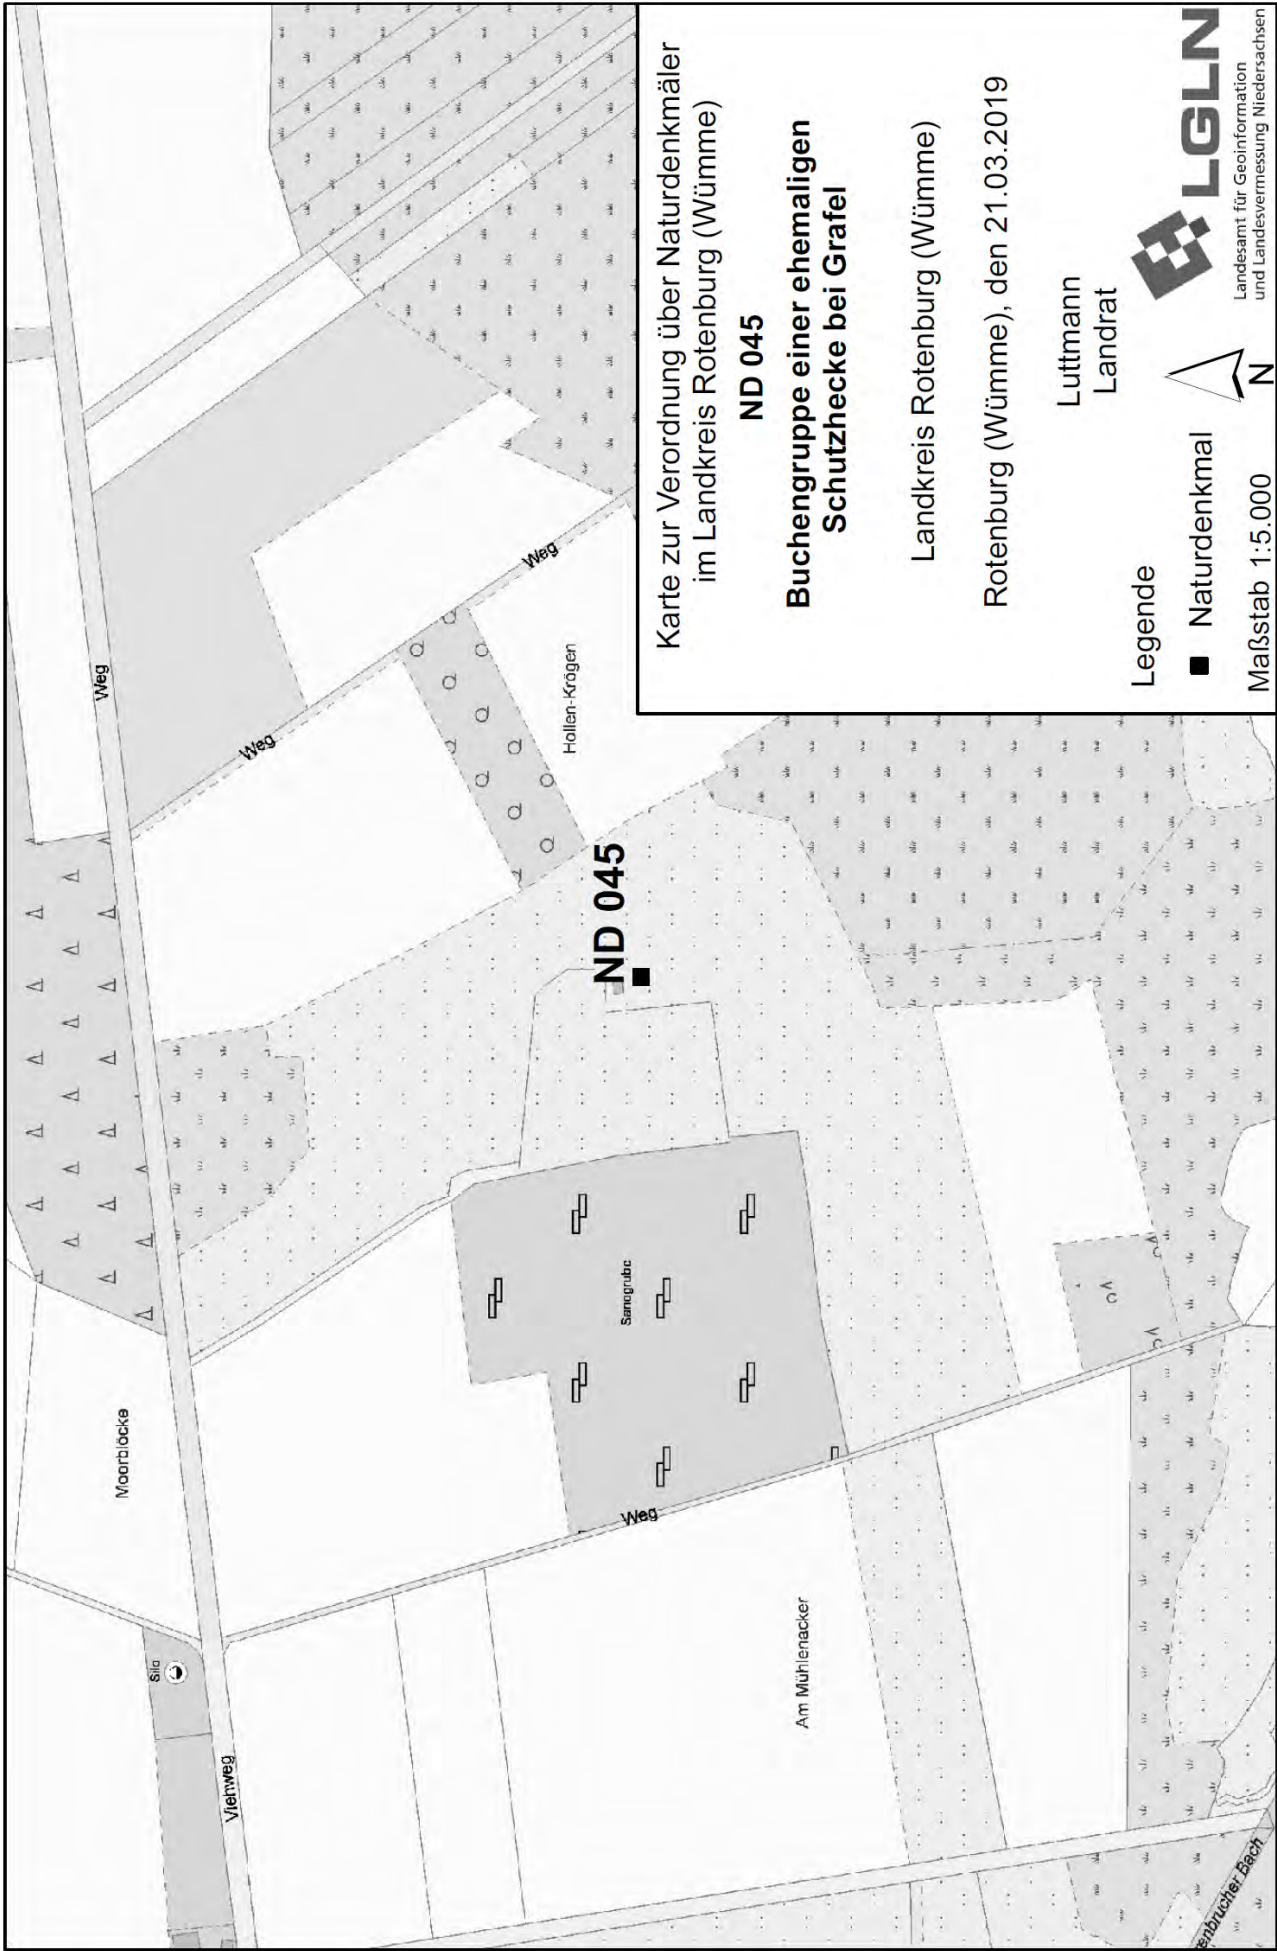 Karte zur Verordnung über Naturdenkmäler
im Landkreis Rotenburg (Wümme)
ND 045
Buchengruppe einer ehemaligen
Schutzhecke bei Grafel
Landkreis Rotenburg (Wümme)
Rotenburg (Wümme), den 21.03.2019
Luttmann
Landrat
Legende
Naturdenkmal
Maßstab 1:5.000
N
LGLN
Landesamt für Geoinformation
und Landesvermessung Niedersachsen
Silo
Viehweg
Moorblöcke
Weg
Weg
Weg
Weg
Hollen-Krögen
ND 045
Sandgrube
Am Mühlenacker
enbrucher Bach